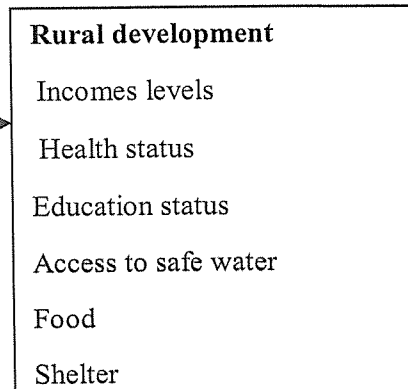 Rural development
Incomes levels
Health status
Education status
Access to safe water
Food
Shelter